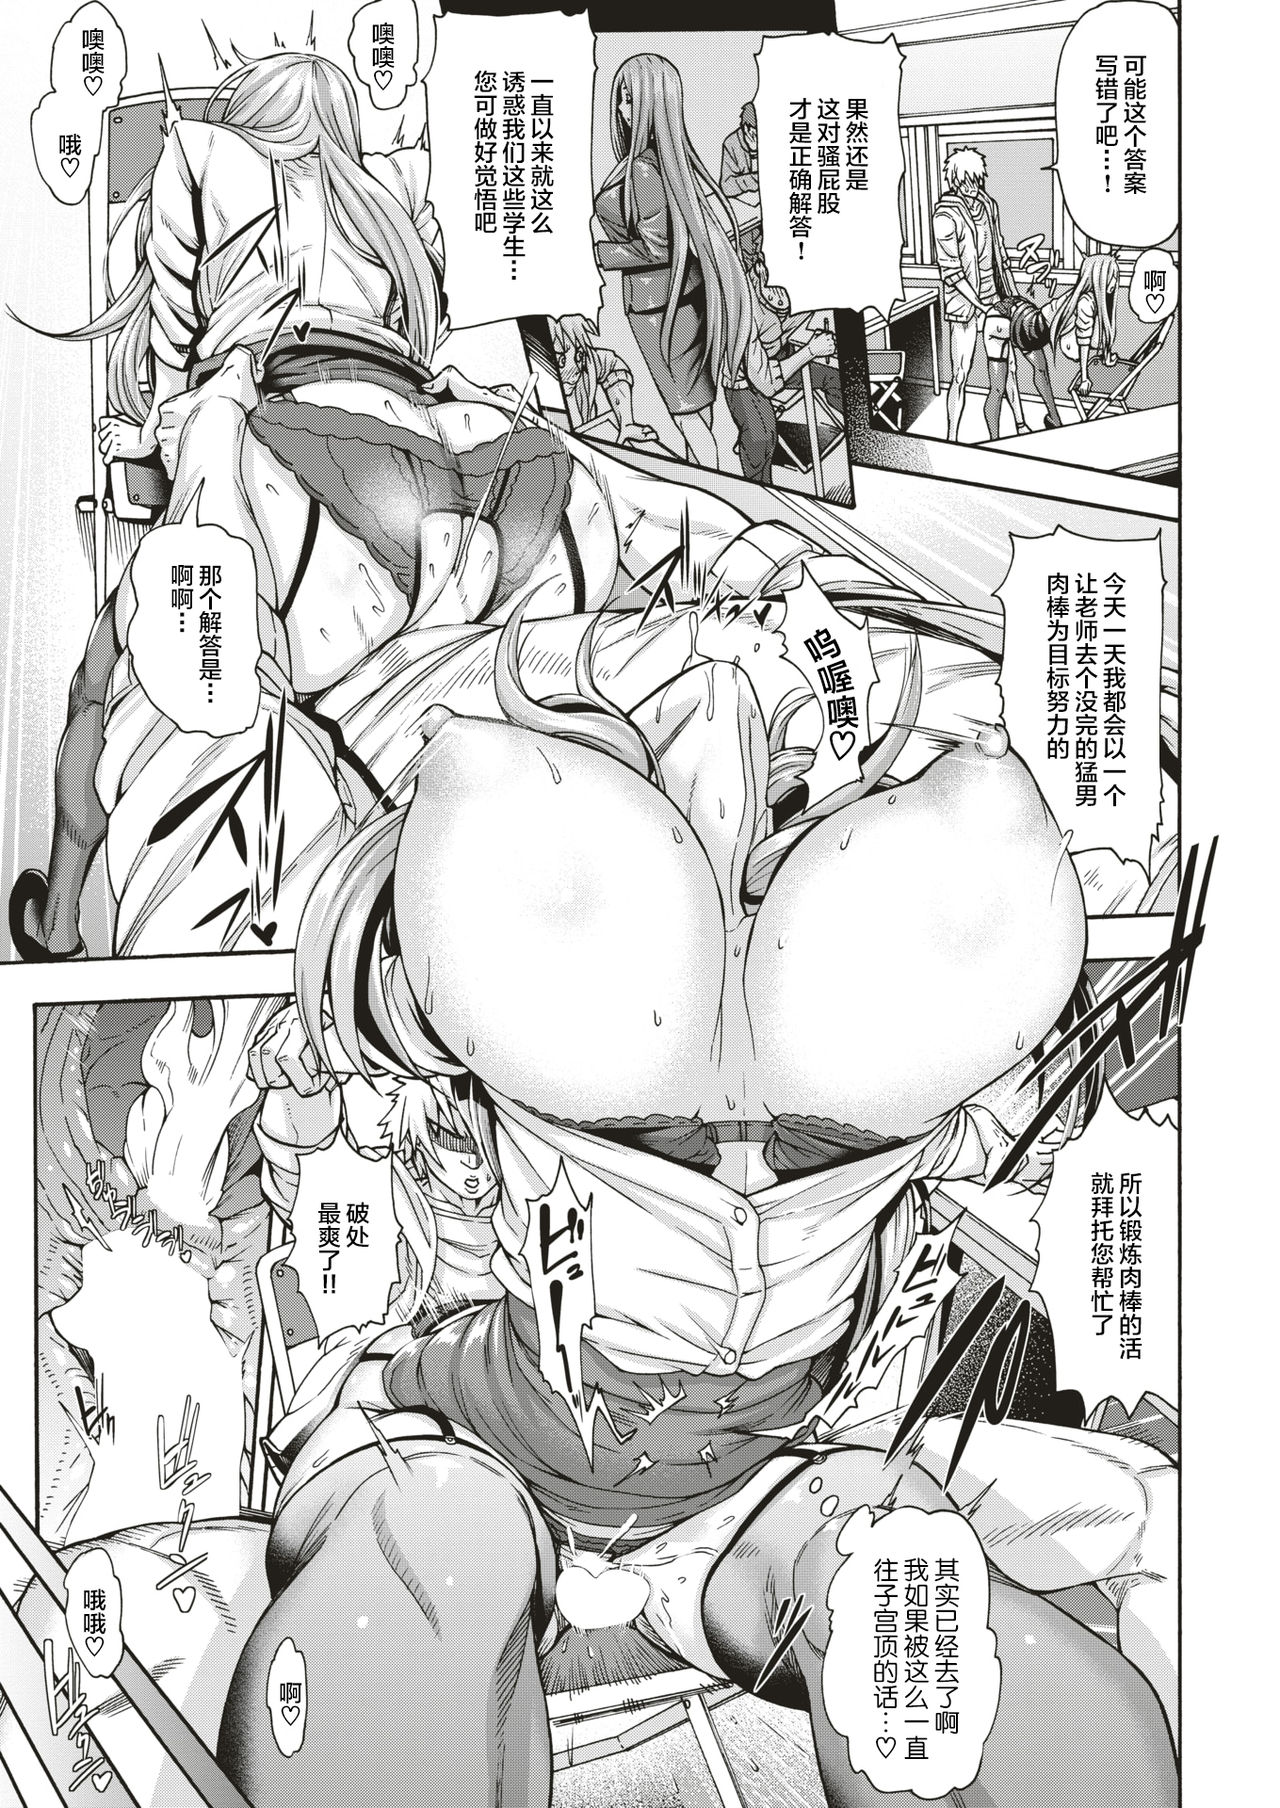 可能这个答案
写错了吧…！
啊♡
果然还是
这对骚屁股
才是正确解答！
一直以来就这么
诱惑我们这些学生…
您可做好觉悟吧
噢噢♡
噢噢♡
哦♡
今天一天我都会以一个
让老师去个没完的猛男
肉棒为目标努力的
呜喔噢♡
那个解答是…
啊啊…
所以锻炼肉棒的活
就拜托您帮忙了
破处
最爽了!!
ビュービュー
其实已经去了啊
我如果被这么一直
往子宫顶的话…♡
啊♡
哦哦♡